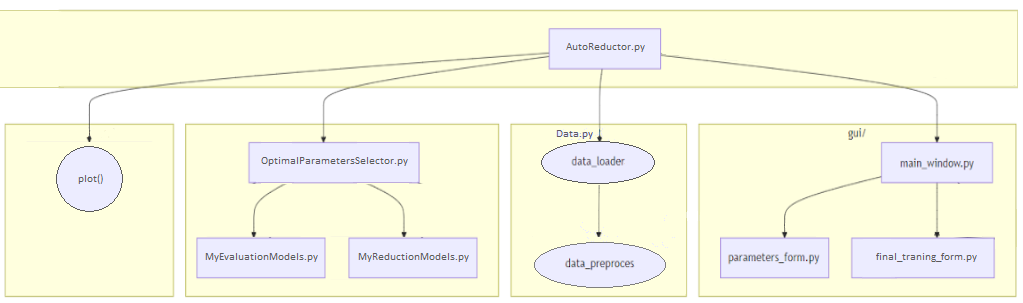 AutoReductor.py
Data.py
gui/
plot()
OptimalParametersSelector.py
data_loader
main_window.py
MyEvaluationModels.py
MyReductionModels.py
data_preproces
parameters_form.py
final_traning_form.py